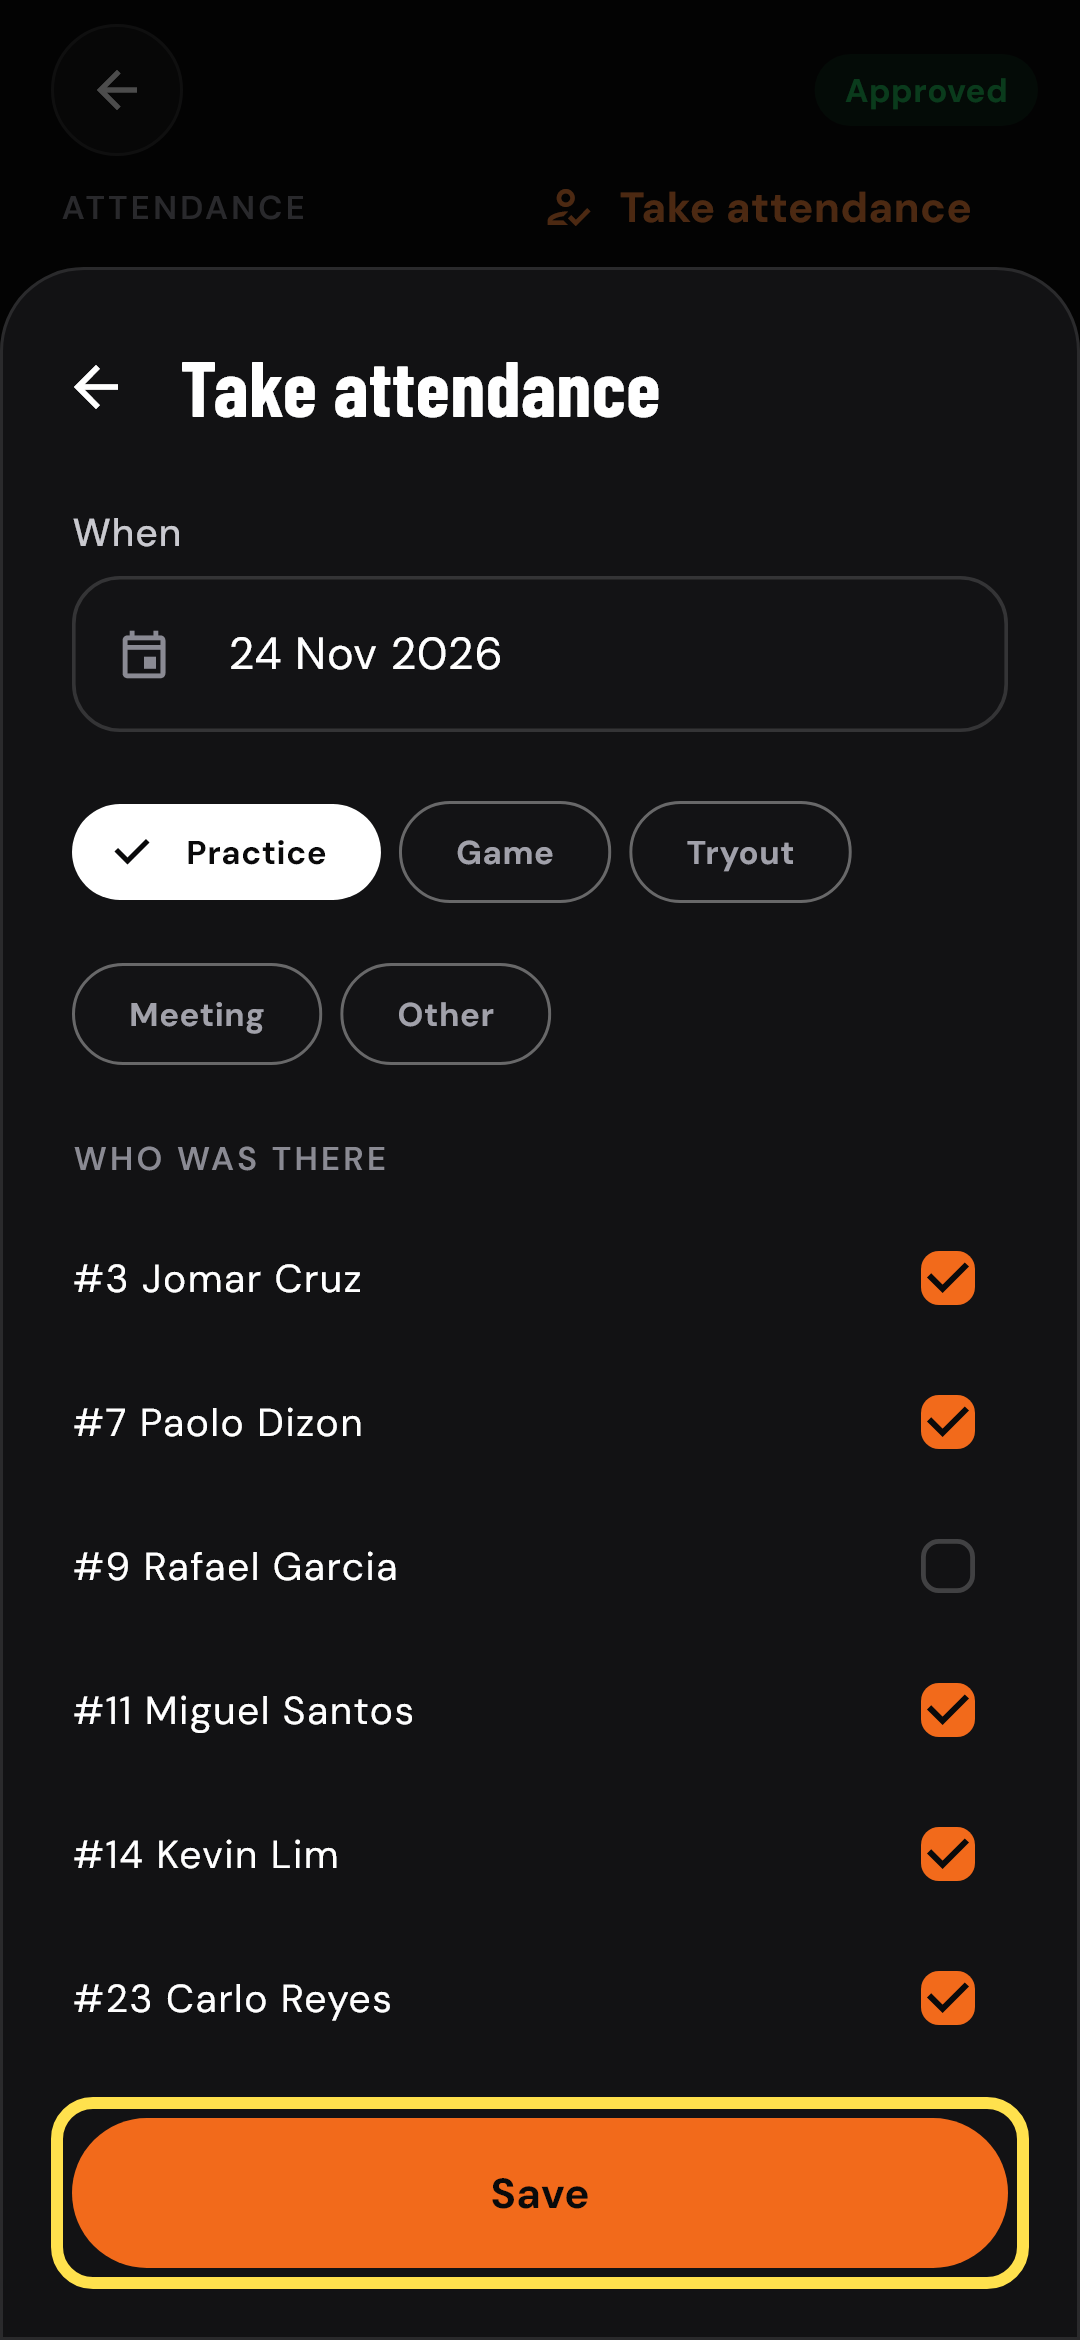 Approved
ATTENDANCE
Take attendance
Take attendance
When
24 Nov 2026
Practice
Game
Tryout
Meeting
Other
WHO WAS THERE
#3 Jomar Cruz
#7 Paolo Dizon
#9 Rafael Garcia
#11 Miguel Santos
#14 Kevin Lim
#23 Carlo Reyes
Save